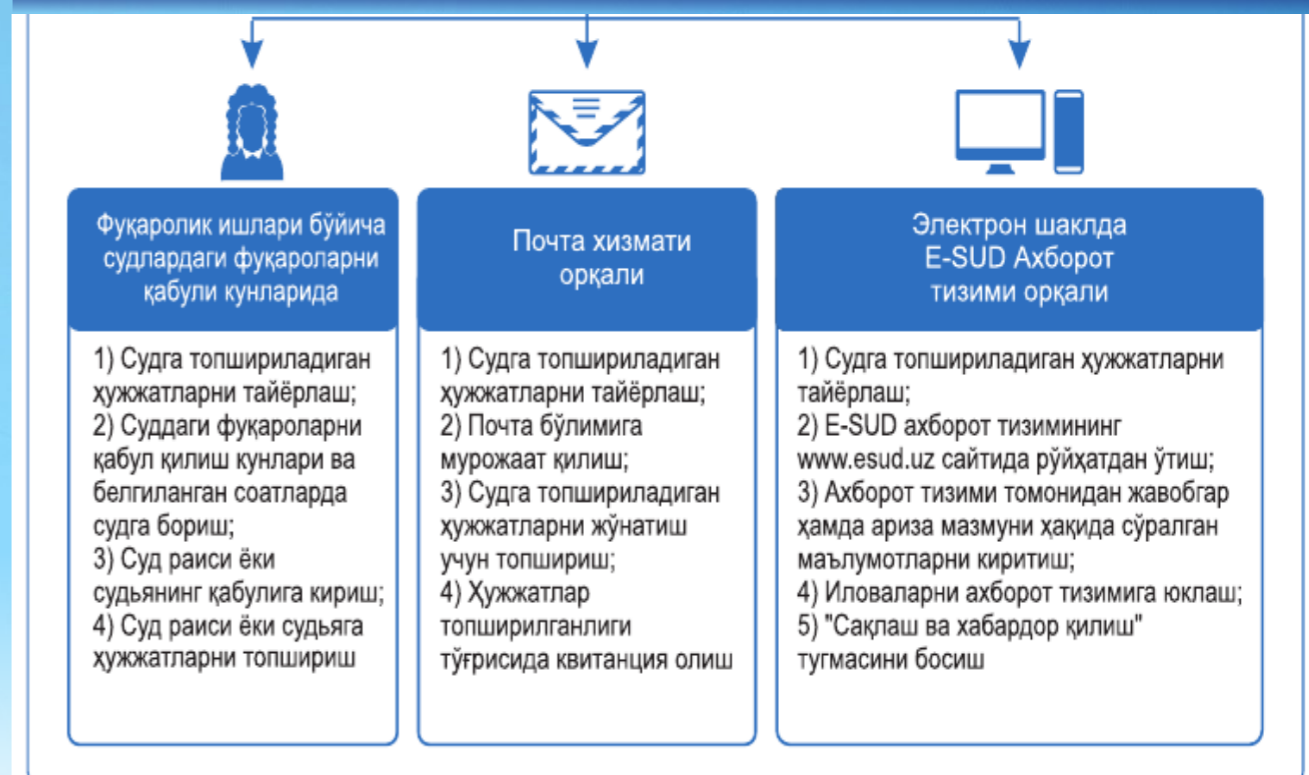 Фуқаролик ишлари бўйича
судлардаги фуқароларни
қабули кунларида
1) Судга топшириладиган
ҳужжатларни тайёрлаш;
2) Суддаги фуқароларни
қабул қилиш кунлари ва
белгиланган соатларда
судга бориш;
3) Суд раиси ёки
судьянинг қабулига кириш;
4) Суд раиси ёки судьяга
ҳужжатларни топшириш
Почта хизмати
орқали
1) Судга топшириладиган
ҳужжатларни тайёрлаш;
2) Почта бўлимига
мурожаат қилиш;
3) Судга топшириладиган
ҳужжатларни жўнатиш
учун топшириш;
4) Ҳужжатлар
топширилганлиги
тўғрисида квитанция олиш
Электрон шаклда
E-SUD Ахборот
тизими орқали
1) Судга топшириладиган ҳужжатларни
тайёрлаш;
2) E-SUD ахборот тизимининг
www.esud.uz сайтида рўйҳатдан ўтиш;
3) Ахборот тизими томонидан жавобгар
ҳамда ариза мазмуни ҳақида сўралган
маълумотларни киритиш;
4) Иловаларни ахборот тизимига юклаш;
5) "Сақлаш ва хабардор қилиш"
тугмасини босиш